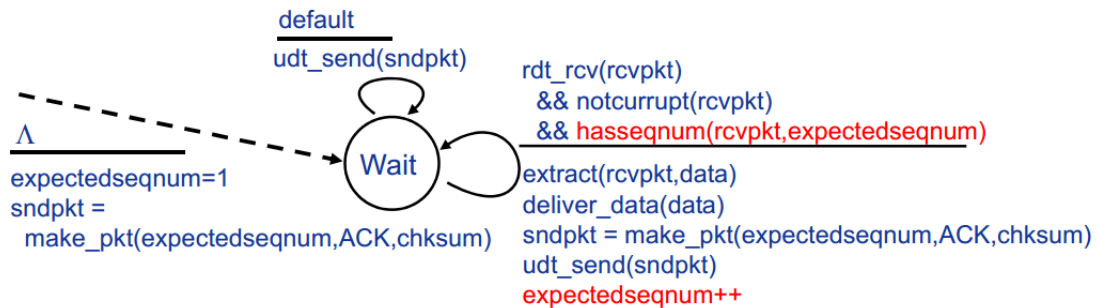 default
udt_send(sndpkt)
Λ
expectedseqnum=1
sndpkt =
make_pkt(expectedseqnum,ACK,chksum)
Wait
rdt_rcv(rcvpkt)
&& notcurrupt(rcvpkt)
&& hasseqnum(rcvpkt,expectedseqnum)
extract(rcvpkt,data)
deliver_data(data)
sndpkt = make_pkt(expectedseqnum,ACK,chksum)
udt_send(sndpkt)
expectedseqnum++